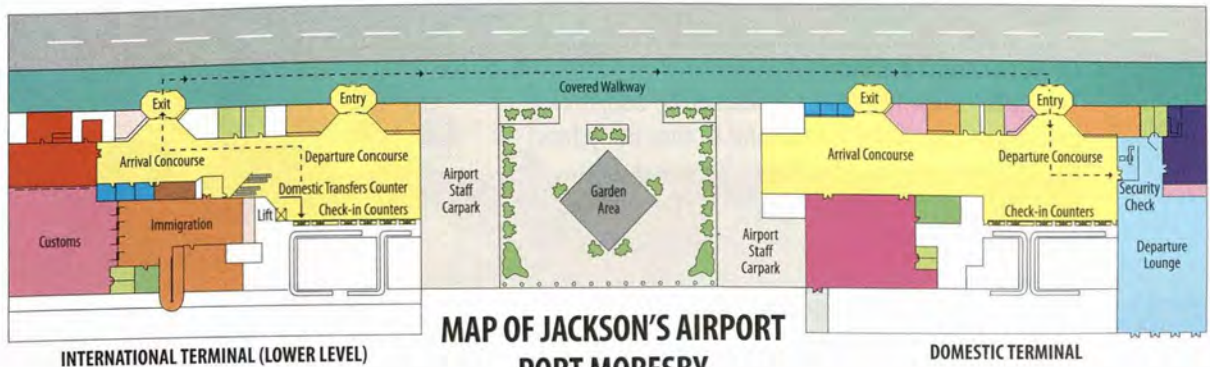 Covered Walkway
Exit
Entry
Arrival Concourse
Departure Concourse
Domestic Transfers Counter
Lift
Check-in Counters
Customs
Immigration
Airport
Staff
Carpark
Garden
Area
Airport
Staff
Carpark
Exit
Entry
Arrival Concourse
Departure Concourse
Check-in Counters
Security
Check
Departure
Lounge
INTERNATIONAL TERMINAL (LOWER LEVEL)
MAP OF JACKSON'S AIRPORT
PORT MORESBY
DOMESTIC TERMINAL